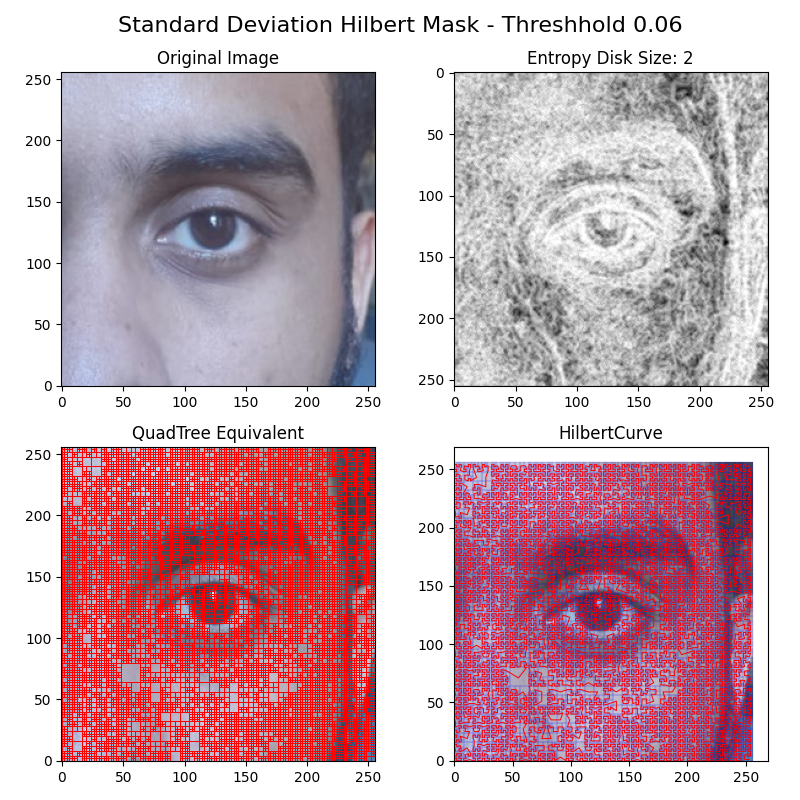 Standard Deviation Hilbert Mask - Threshhold 0.06
Original Image
250
200
150
100
50
0
0 50 100 150 200 250
Entropy Disk Size: 2
0
50
100
150
200
250
0 50 100 150 200 250
QuadTree Equivalent
250
200
150
100
50
0
0 50 100 150 200 250
HilbertCurve
250
200
150
100
50
0
0 50 100 150 200 250